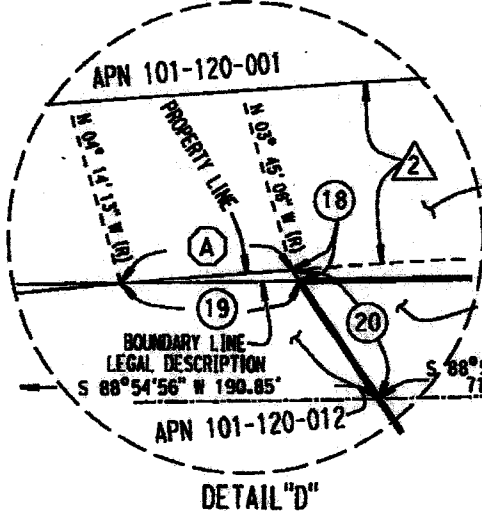 APN 101-120-001
N 04° 14' 13" W (R)
PROPERTY LINE
N 03° 45' 06" W (R)
2
18
A
19
20
BOUNDARY LINE
LEGAL DESCRIPTION
S 88°54'56" W 190.85'
S 88°
APN 101-120-012
DETAIL "D"